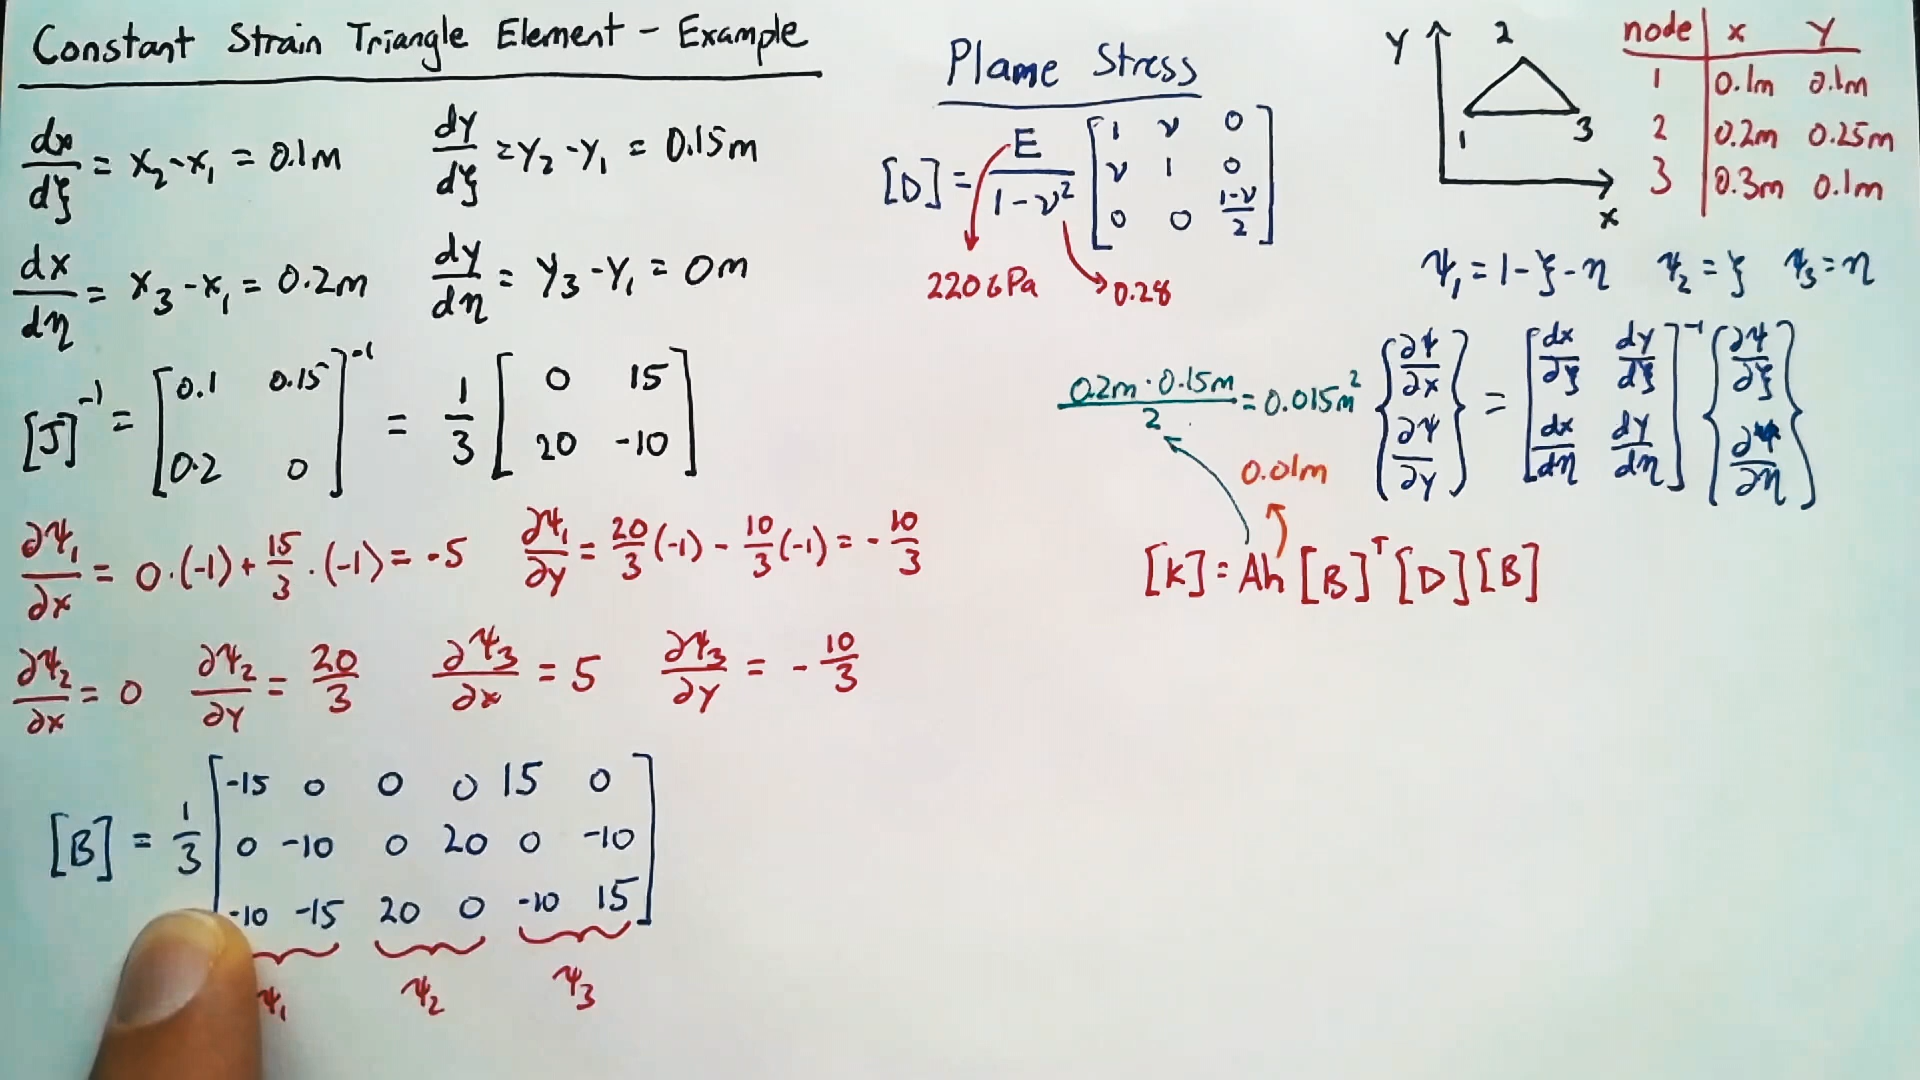 Constant Strain Triangle Element - Example
dx/dξ = x₂-x₁ = 0.1m   dy/dξ = y₂-y₁ = 0.15m
dx/dη = x₃-x₁ = 0.2m   dy/dη = y₃-y₁ = 0m
[J]⁻¹ = [0.1 0.15; 0.2 0]⁻¹ = 1/3 [0 15; 20 -10]
∂ψ₁/∂x = 0·(-1)+15/3·(-1) = -5   ∂ψ₁/∂y = 20/3(-1) - 10/3(-1) = -10/3
∂ψ₂/∂x = 0   ∂ψ₂/∂y = 20/3   ∂ψ₃/∂x = 5   ∂ψ₃/∂y = -10/3
[B] = 1/3 [-15 0 0 0 15 0; 0 -10 0 20 0 -10; -10 -15 20 0 -10 15]
ψ₁ ψ₂ ψ₃
Plame Stress
[D] = E/(1-ν²) [1 ν 0; ν 1 0; 0 0 (1-ν)/2]
220GPa   0.28
Y 2
1 3
x
node x y
1 0.1m 0.1m
2 0.2m 0.25m
3 0.3m 0.1m
ψ₁ = 1-ξ-η   ψ₂ = ξ   ψ₃ = η
{∂ψ/∂x; ∂ψ/∂y} = [dx/dξ dy/dξ; dx/dη dy/dη]⁻¹ {∂ψ/∂ξ; ∂ψ/∂η}
0.2m·0.15m/2 = 0.015m²
0.01m
[K] = Ah [B]ᵀ [D][B]